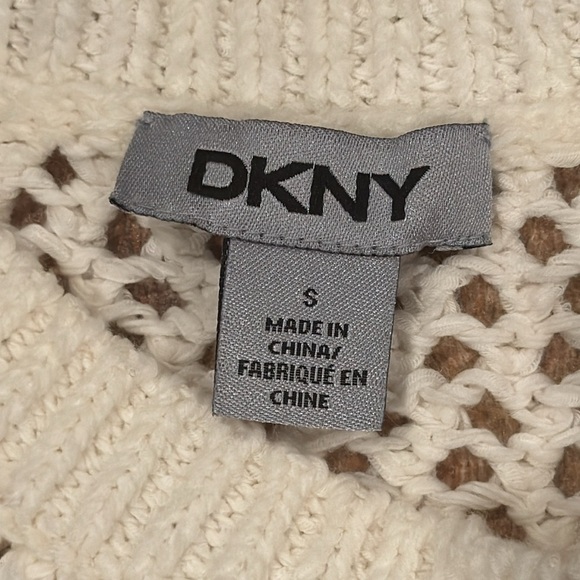 DKNY
S
MADE IN
CHINA/
FABRIQUÉ EN
CHINE